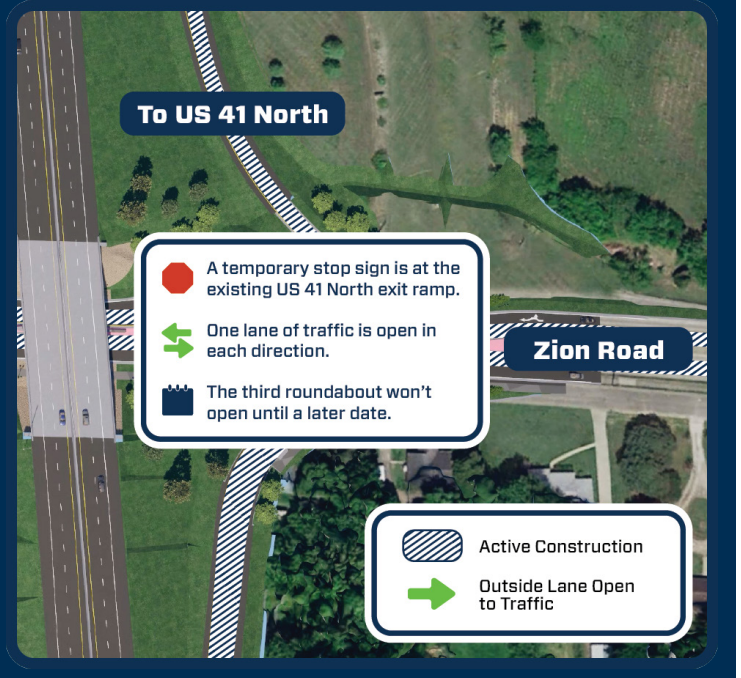 To US 41 North
A temporary stop sign is at the
existing US 41 North exit ramp.
One lane of traffic is open in
each direction.
The third roundabout won't
open until a later date.
Zion Road
Active Construction
Outside Lane Open
to Traffic